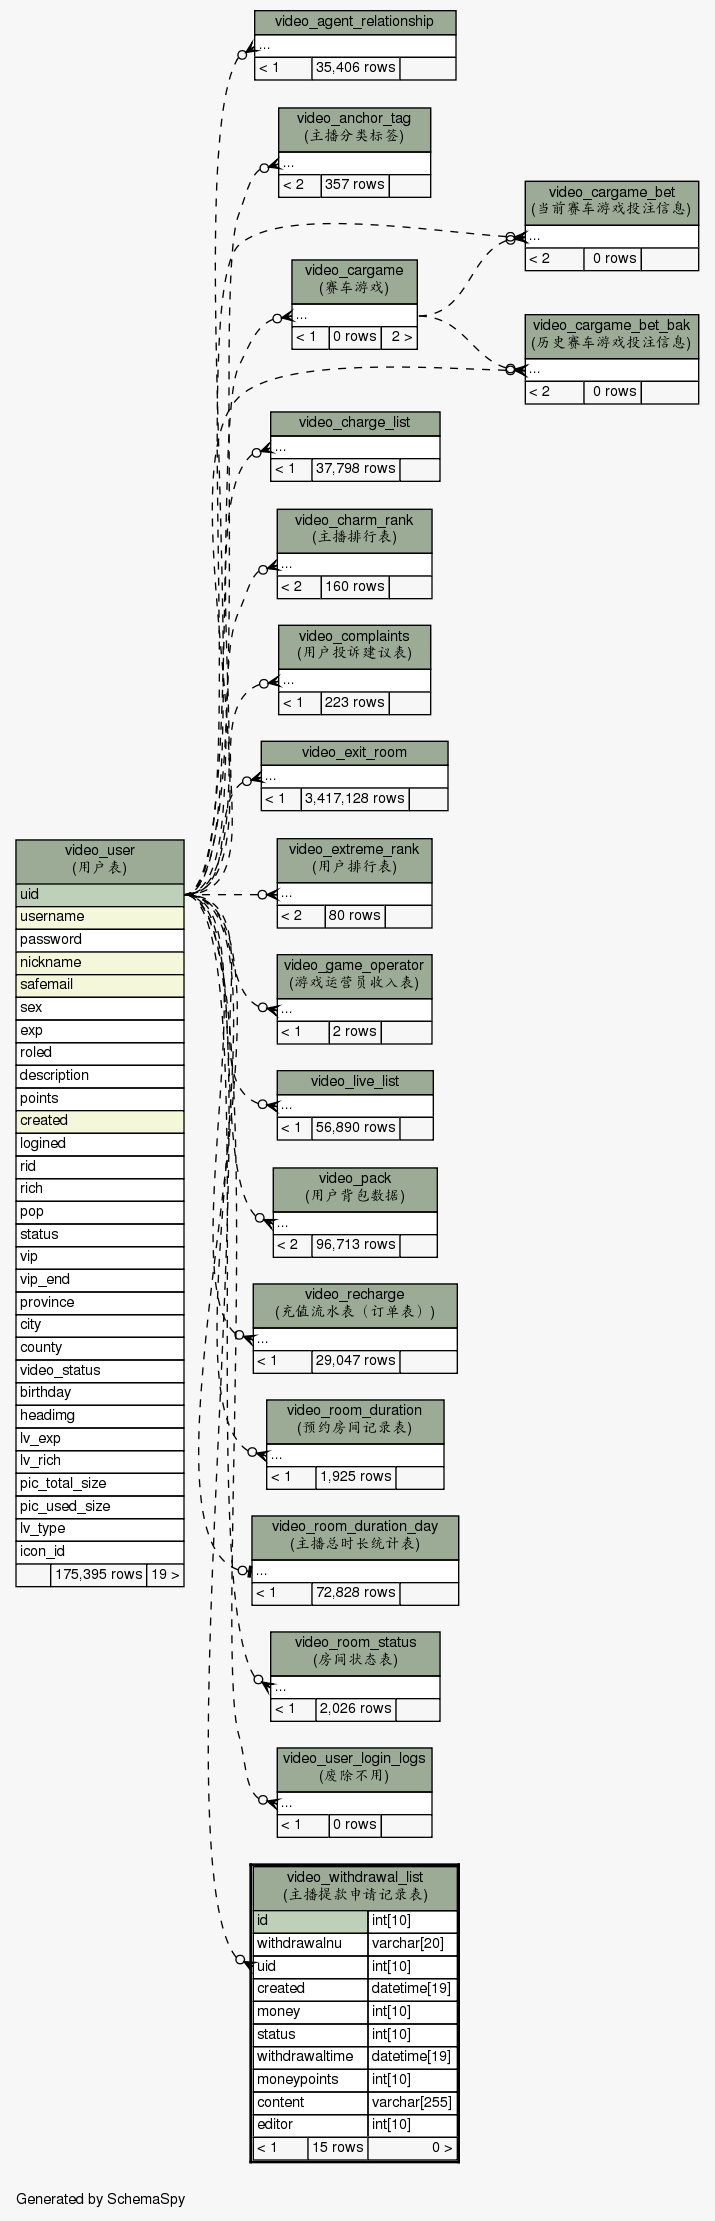 video_agent_relationship
...
< 1 35,406 rows
video_anchor_tag
(主播分类标签)
...
< 2 357 rows
video_cargame_bet
(当前赛车游戏投注信息)
...
< 2 0 rows
video_cargame
(赛车游戏)
...
< 1 0 rows 2 >
video_cargame_bet_bak
(历史赛车游戏投注信息)
...
< 2 0 rows
video_charge_list
...
< 1 37,798 rows
video_charm_rank
(主播排行表)
...
< 2 160 rows
video_complaints
(用户投诉建议表)
...
< 1 223 rows
video_exit_room
...
< 1 3,417,128 rows
video_user
(用户表)
uid
username
password
nickname
safemail
sex
exp
roled
description
points
created
logined
rid
rich
pop
status
vip
vip_end
province
city
county
video_status
birthday
headimg
lv_exp
lv_rich
pic_total_size
pic_used_size
lv_type
icon_id
175,395 rows 19 >
video_extreme_rank
(用户排行表)
...
< 2 80 rows
video_game_operator
(游戏运营员收入表)
...
< 1 2 rows
video_live_list
...
< 1 56,890 rows
video_pack
(用户背包数据)
...
< 2 96,713 rows
video_recharge
(充值流水表（订单表）)
...
< 1 29,047 rows
video_room_duration
(预约房间记录表)
...
< 1 1,925 rows
video_room_duration_day
(主播总时长统计表)
...
< 1 72,828 rows
video_room_status
(房间状态表)
...
< 1 2,026 rows
video_user_login_logs
(废除不用)
...
< 1 0 rows
video_withdrawal_list
(主播提款申请记录表)
id int[10]
withdrawalnu varchar[20]
uid int[10]
created datetime[19]
money int[10]
status int[10]
withdrawaltime datetime[19]
moneypoints int[10]
content varchar[255]
editor int[10]
< 1 15 rows 0 >
Generated by SchemaSpy